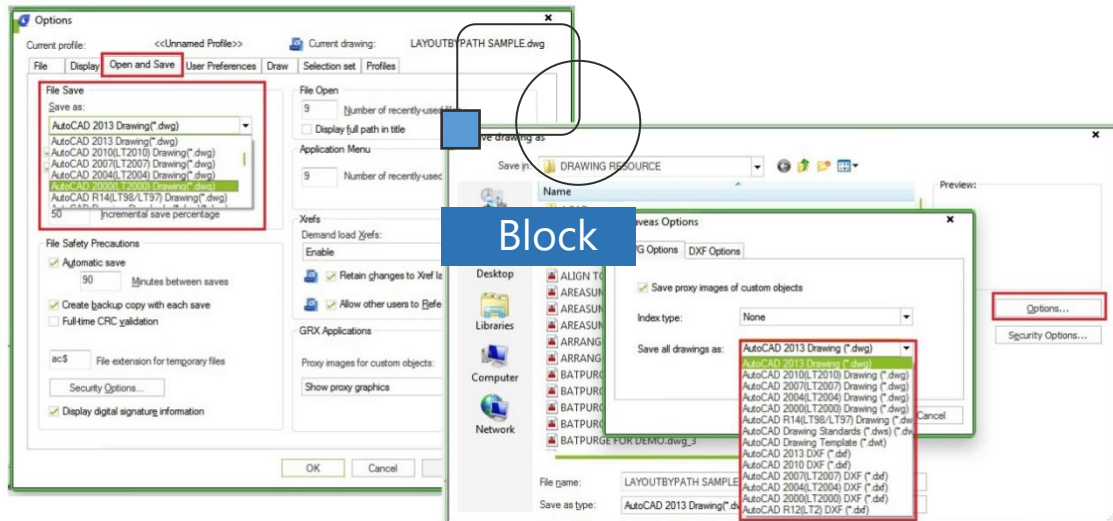 Options
Current profile: <<Unnamed Profile>> Current drawing: LAYOUTBYPATH SAMPLE.dwg
File Display Open and Save User Preferences Draw Selection set Profiles
File Save
Save as:
AutoCAD 2013 Drawing(*.dwg)
AutoCAD 2013 Drawing(*.dwg)
AutoCAD 2010(LT2010) Drawing(*.dwg)
AutoCAD 2007(LT2007) Drawing(*.dwg)
AutoCAD 2004(LT2004) Drawing(*.dwg)
AutoCAD 2000(LT2000) Drawing(*.dwg)
AutoCAD R14(LT98/LT97) Drawing(*.dwg)
50 Incremental save percentage
File Safety Precautions
Automatic save
90 Minutes between saves
Create backup copy with each save
Full-time CRC validation
ac$ File extension for temporary files
Security Options...
Display digital signature information
File Open
9 Number of recently-used
Display full path in title
Application Menu
9 Number of recently-used
Xrefs
Demand load Xrefs:
Enable
Retain changes to Xref la
Allow other users to Refe
GRX Applications
Proxy images for custom objects:
Show proxy graphics
OK Cancel
Block
drawing as
Save in: DRAWING RESOURCE
Name
Preview:
Desktop
Libraries
Computer
Network
ALIGN TO
AREASUM
AREASUM
AREASUM
ARRANG
ARRANG
BATPURG
BATPURG
BATPURG
BATPURGE FOR DEMO.dwg_3
Options...
Security Options...
File name: LAYOUTBYPATH SAMPLE
Save as type: AutoCAD 2013 Drawing(*.dw
aveas Options
Options DXF Options
Save proxy images of custom objects
Index type: None
Save all drawings as: AutoCAD 2013 Drawing (*.dwg)
AutoCAD 2013 Drawing (*.dwg)
AutoCAD 2010(LT2010) Drawing (*.dwg)
AutoCAD 2007(LT2007) Drawing (*.dwg)
AutoCAD 2004(LT2004) Drawing (*.dwg)
AutoCAD 2000(LT2000) Drawing (*.dwg)
AutoCAD R14(LT98/LT97) Drawing (*.dw
AutoCAD Drawing Standards (*.dws) (*.dw
AutoCAD Drawing Template (*.dwt)
AutoCAD 2013 DXF (*.dxf)
AutoCAD 2010 DXF (*.dxf)
AutoCAD 2007(LT2007) DXF (*.dxf)
AutoCAD 2004(LT2004) DXF (*.dxf)
AutoCAD 2000(LT2000) DXF (*.dxf)
AutoCAD R12(LT2) DXF (*.dxf)
Cancel